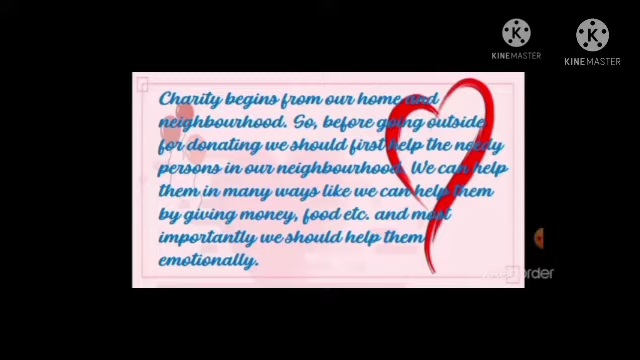 KINEMASTER
KINEMASTER
Charity begins from our home and
neighbourhood. So, before going outside
for donating we should first help the needy
persons in our neighbourhood. We can help
them in many ways like we can help them
by giving money, food etc. and most
importantly we should help them
emotionally.